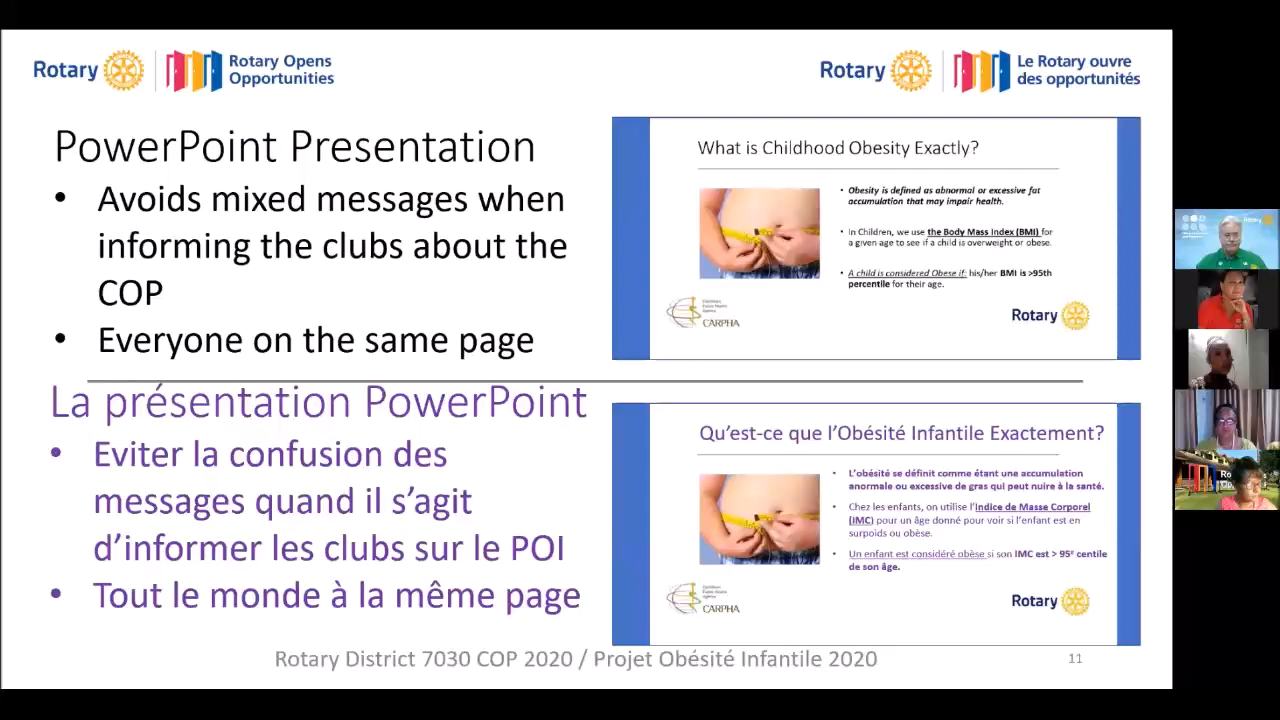 Rotary
Rotary Opens
Opportunities
Rotary
Le Rotary ouvre
des opportunités
PowerPoint Presentation
• Avoids mixed messages when
informing the clubs about the
COP
• Everyone on the same page
What is Childhood Obesity Exactly?
• Obesity is defined as abnormal or excessive fat
accumulation that may impair health.
• In Children, we use the Body Mass Index (BMI) for
a given age to see if a child is overweight or obese.
• A child is considered Obese if: his/her BMI is >95th
percentile for their age.
CARPHA
Rotary
La présentation PowerPoint
• Eviter la confusion des
messages quand il s’agit
d’informer les clubs sur le POI
• Tout le monde à la même page
Qu’est-ce que l’Obésité Infantile Exactement?
• L’obésité se définit comme étant une accumulation
anormale ou excessive de gras qui peut nuire à la santé.
• Chez les enfants, on utilise l’Indice de Masse Corporel
(IMC) pour un âge donné pour voir si l’enfant est en
surpoids ou obèse.
• Un enfant est considéré obèse si son IMC est > 95e centile
de son âge.
CARPHA
Rotary
Rotary District 7030 COP 2020 / Projet Obésité Infantile 2020
11
Rotary